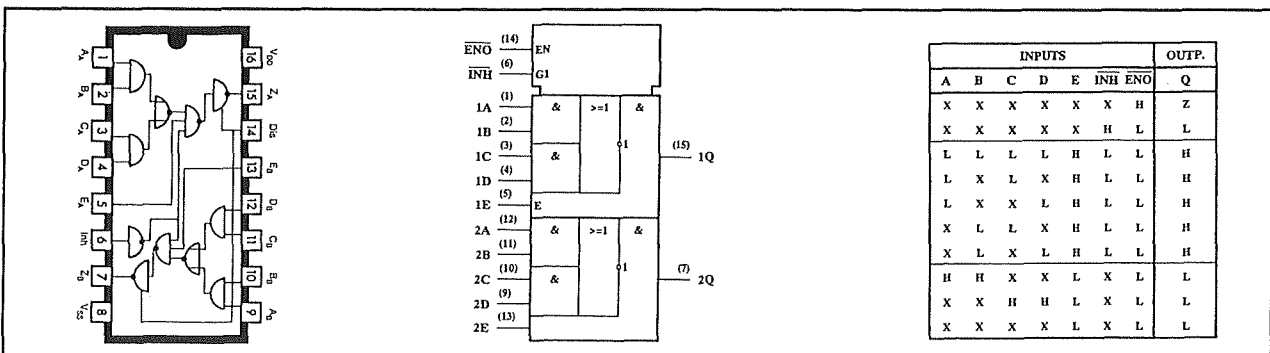 A_A 1 16 V_DD
B_A 2 15 Z_A
C_A 3 14 Dis
D_A 4 13 E_B
E_A 5 12 D_B
Inh 6 11 C_B
Z_B 7 10 B_B
V_SS 8 9 A_B
ENO (14) EN
INH (6) G1
1A (1) & >=1 &
1B (2)
1 (15) 1Q
1C (3) &
1D (4)
1E (5) E
2A (12) & >=1 &
2B (11)
1 (7) 2Q
2C (10) &
2D (9)
2E (13)
INPUTS OUTP.
A B C D E INH ENO Q
X X X X X X H Z
X X X X X H L L
L L L L H L L H
L X L X H L L H
L X X L H L L H
X L L X H L L H
X L X L H L L H
H H X X L X L L
X X H H L X L L
X X X X L X L L